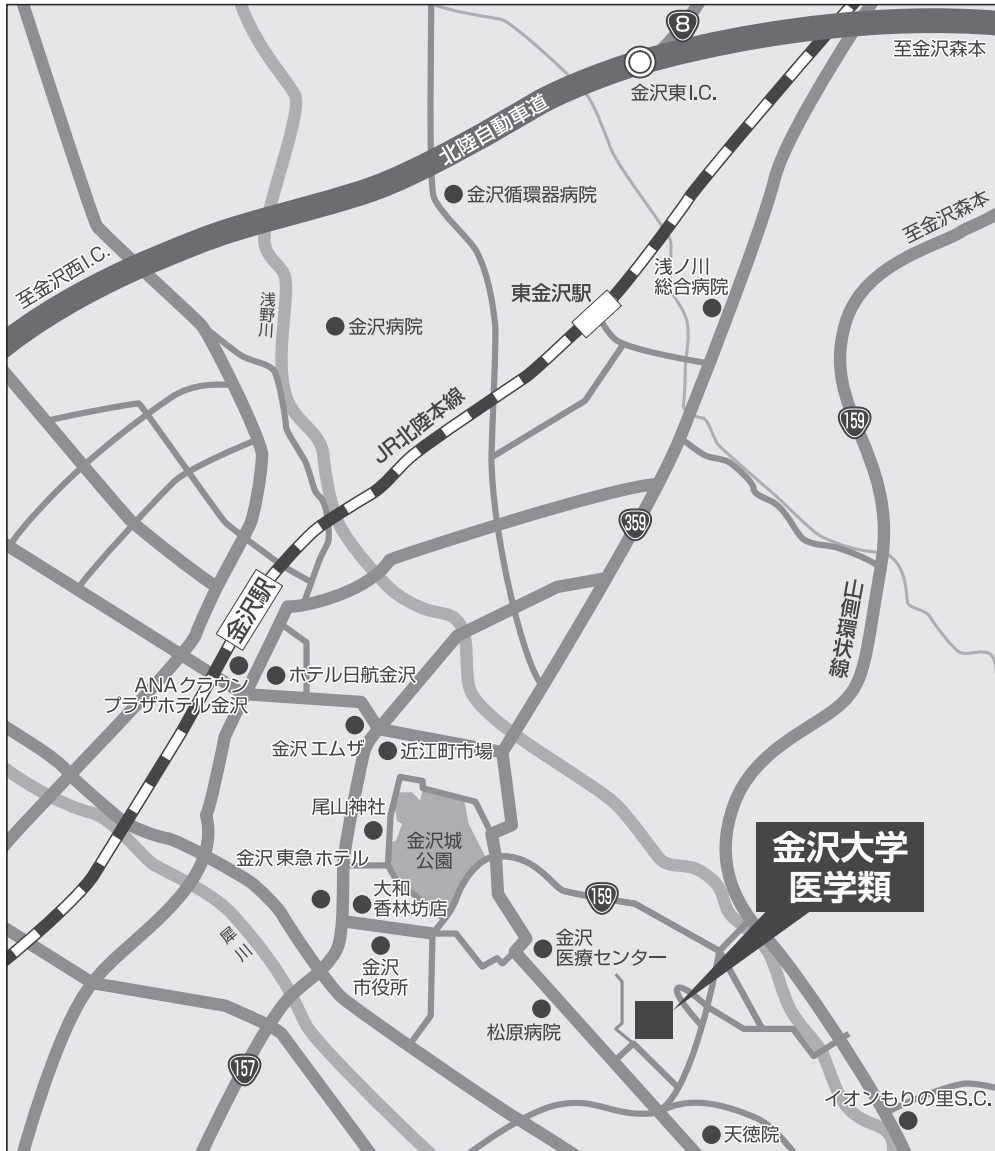 8
至金沢森本
金沢東I.C.
北陸自動車道
金沢循環器病院
至金沢森本
至金沢西I.C.
浅ノ川
総合病院
東金沢駅
浅野川
金沢病院
JR北陸本線
159
359
山側環状線
金沢駅
ホテル日航金沢
ANAクラウン
プラザホテル金沢
金沢エムザ
近江町市場
尾山神社
金沢城
公園
金沢大学
医学類
金沢東急ホテル
大和
香林坊店
159
犀川
金沢
医療センター
金沢
市役所
松原病院
157
イオンもりの里S.C.
天徳院